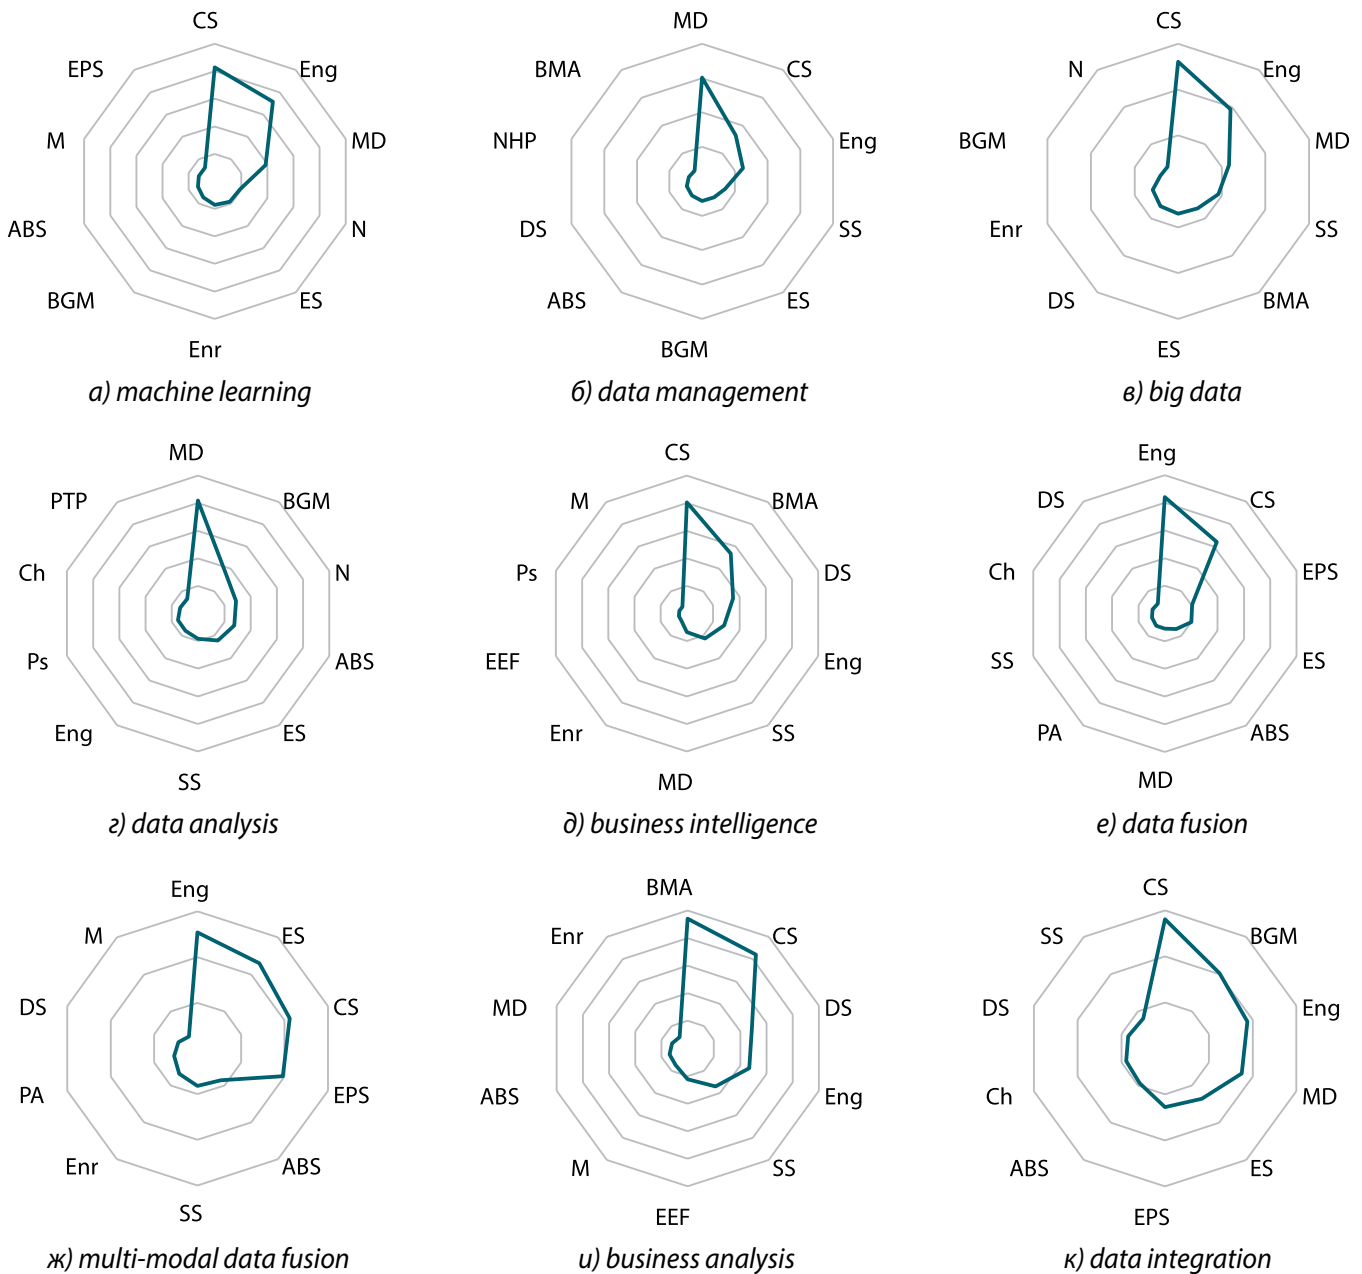 CS
EPS
Eng
M
MD
ABS
N
BGM
ES
Enr
а) machine learning
MD
BMA
CS
NHP
Eng
DS
SS
ABS
ES
BGM
б) data management
CS
N
Eng
BGM
MD
Enr
SS
DS
BMA
ES
в) big data
MD
PTP
BGM
Ch
N
Ps
ABS
Eng
ES
SS
г) data analysis
CS
M
BMA
Ps
DS
EEF
Eng
Enr
SS
MD
д) business intelligence
Eng
DS
CS
Ch
EPS
SS
ES
PA
ABS
MD
е) data fusion
Eng
M
ES
DS
CS
PA
EPS
Enr
ABS
SS
ж) multi-modal data fusion
BMA
Enr
CS
MD
DS
ABS
Eng
M
SS
EEF
и) business analysis
CS
SS
BGM
DS
Eng
Ch
MD
ABS
ES
EPS
к) data integration